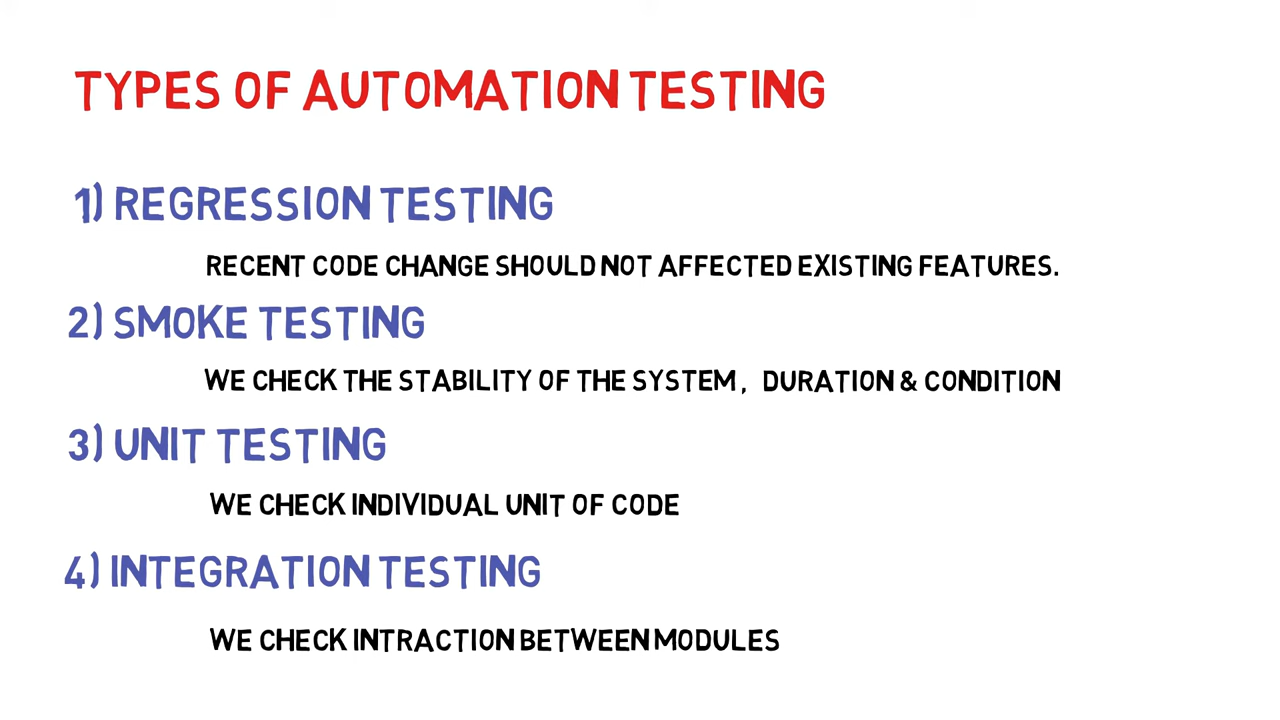 TYPES OF AUTOMATION TESTING
1) REGRESSION TESTING
RECENT CODE CHANGE SHOULD NOT AFFECTED EXISTING FEATURES.
2) SMOKE TESTING
WE CHECK THE STABILITY OF THE SYSTEM, DURATION & CONDITION
3) UNIT TESTING
WE CHECK INDIVIDUAL UNIT OF CODE
4) INTEGRATION TESTING
WE CHECK INTRACTION BETWEEN MODULES